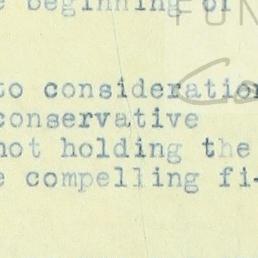 e beginning of
to consideration
conservative
not holding the
e compelling fi-